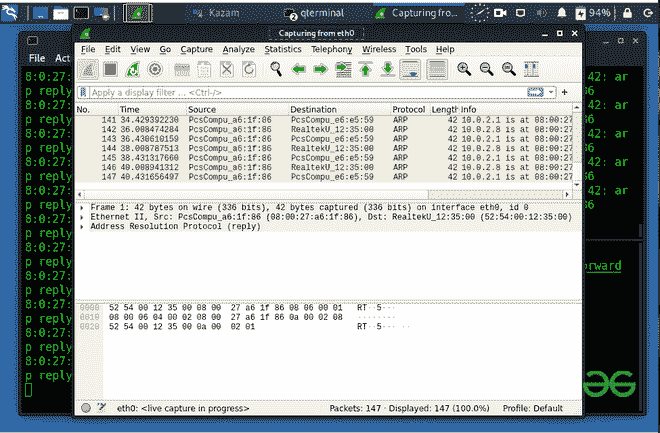 Kazam
qterminal
Capturing fro...
94%
Capturing from eth0
File Act
File Edit View Go Capture Analyze Statistics Telephony Wireless Tools Help
Apply a display filter ... <Ctrl-/>
No. Time Source Destination Protocol Length Info
141 34.429392230 PcsCompu_a6:1f:86 PcsCompu_e6:e5:59 ARP 42 10.0.2.1 is at 08:00:27
142 36.008474284 PcsCompu_a6:1f:86 RealtekU_12:35:00 ARP 42 10.0.2.8 is at 08:00:27
143 36.430610159 PcsCompu_a6:1f:86 PcsCompu_e6:e5:59 ARP 42 10.0.2.1 is at 08:00:27
144 38.008787513 PcsCompu_a6:1f:86 RealtekU_12:35:00 ARP 42 10.0.2.8 is at 08:00:27
145 38.431317660 PcsCompu_a6:1f:86 PcsCompu_e6:e5:59 ARP 42 10.0.2.1 is at 08:00:27
146 40.008941312 PcsCompu_a6:1f:86 RealtekU_12:35:00 ARP 42 10.0.2.8 is at 08:00:27
147 40.431656497 PcsCompu_a6:1f:86 PcsCompu_e6:e5:59 ARP 42 10.0.2.1 is at 08:00:27
Frame 1: 42 bytes on wire (336 bits), 42 bytes captured (336 bits) on interface eth0, id 0
Ethernet II, Src: PcsCompu_a6:1f:86 (08:00:27:a6:1f:86), Dst: RealtekU_12:35:00 (52:54:00:12:35:00)
Address Resolution Protocol (reply)
0000 52 54 00 12 35 00 08 00 27 a6 1f 86 08 06 00 01 RT··5···
0010 08 00 06 04 00 02 08 00 27 a6 1f 86 0a 00 02 08 ········
0020 52 54 00 12 35 00 0a 00 02 01 RT··5··· ··
eth0: <live capture in progress> Packets: 147 · Displayed: 147 (100.0%) Profile: Default
8:0:27:
p reply
8:0:27:
p reply
8:0:27:
p reply
8:0:27:
p reply
8:0:27:
p reply
8:0:27:
p reply
8:0:27:
p reply
8:0:27:
p reply
42: ar
42: ar
42: ar
orward